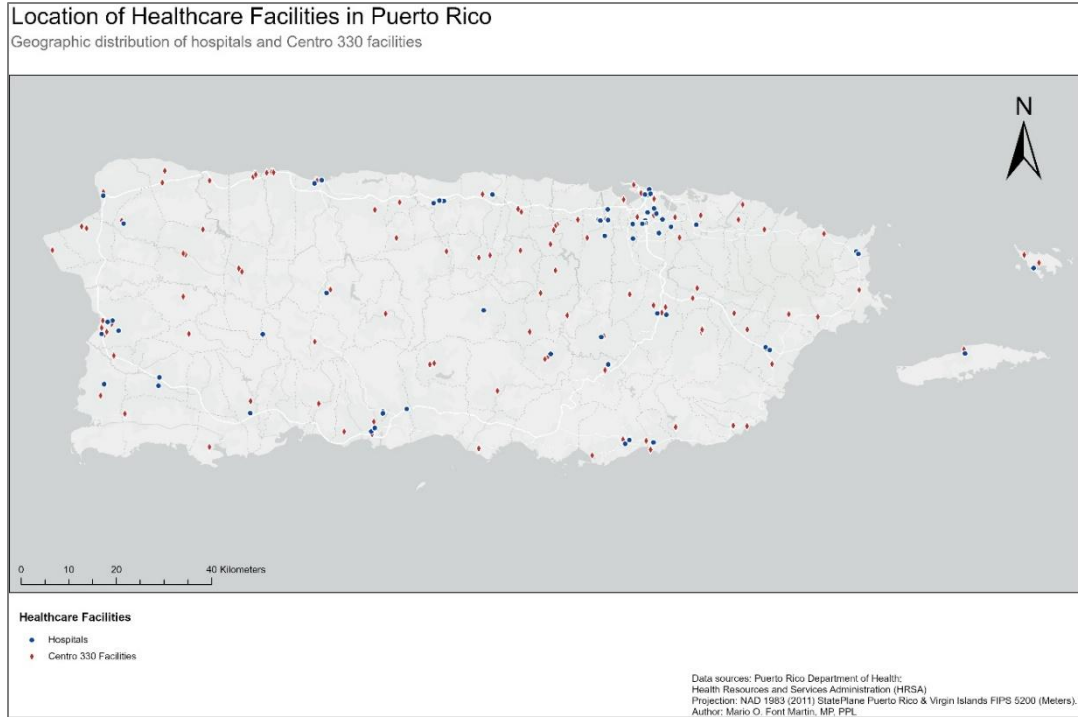 Location of Healthcare Facilities in Puerto Rico
Geographic distribution of hospitals and Centro 330 facilities
N
0 10 20 40 Kilometers
Healthcare Facilities
Hospitals
Centro 330 Facilities
Data sources: Puerto Rico Department of Health;
Health Resources and Services Administration (HRSA)
Projection: NAD 1983 (2011) StatePlane Puerto Rico & Virgin Islands FIPS 5200 (Meters).
Author: Mario O. Font Martin, MP, PPL